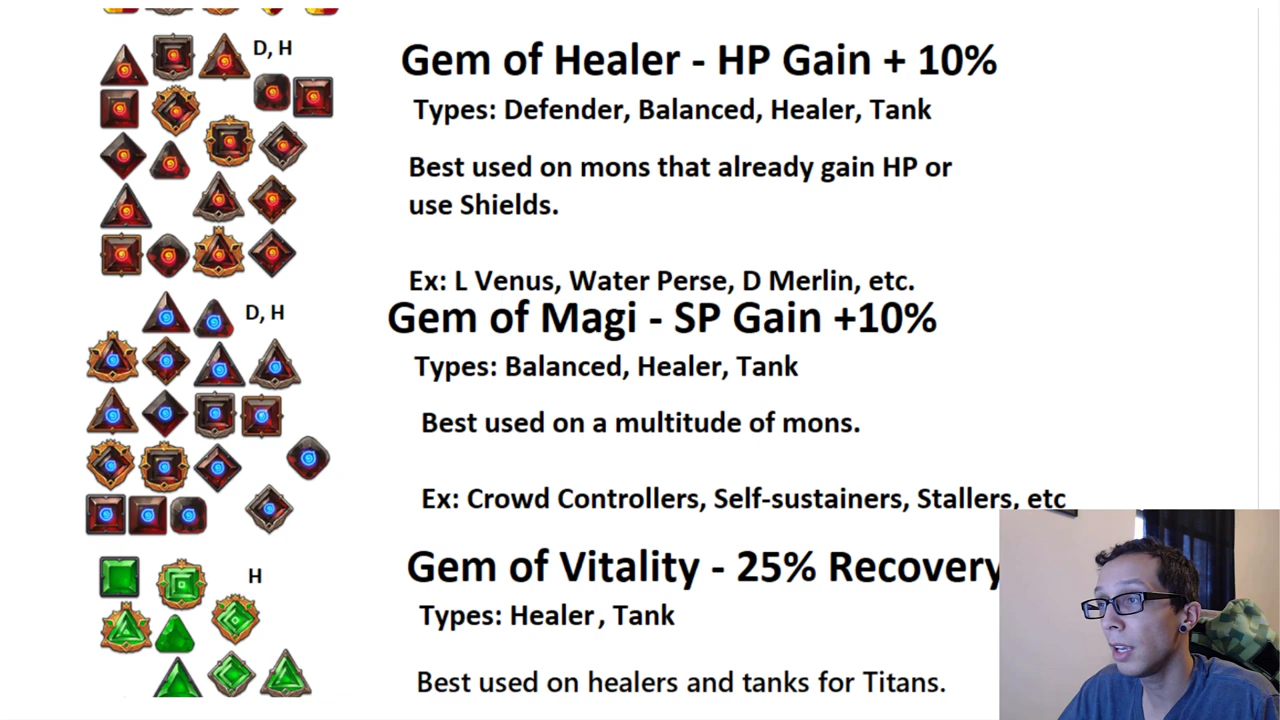 D, H
Gem of Healer - HP Gain + 10%
Types: Defender, Balanced, Healer, Tank
Best used on mons that already gain HP or
use Shields.
Ex: L Venus, Water Perse, D Merlin, etc.
D, H
Gem of Magi - SP Gain +10%
Types: Balanced, Healer, Tank
Best used on a multitude of mons.
Ex: Crowd Controllers, Self-sustainers, Stallers, etc
H
Gem of Vitality - 25% Recovery
Types: Healer, Tank
Best used on healers and tanks for Titans.